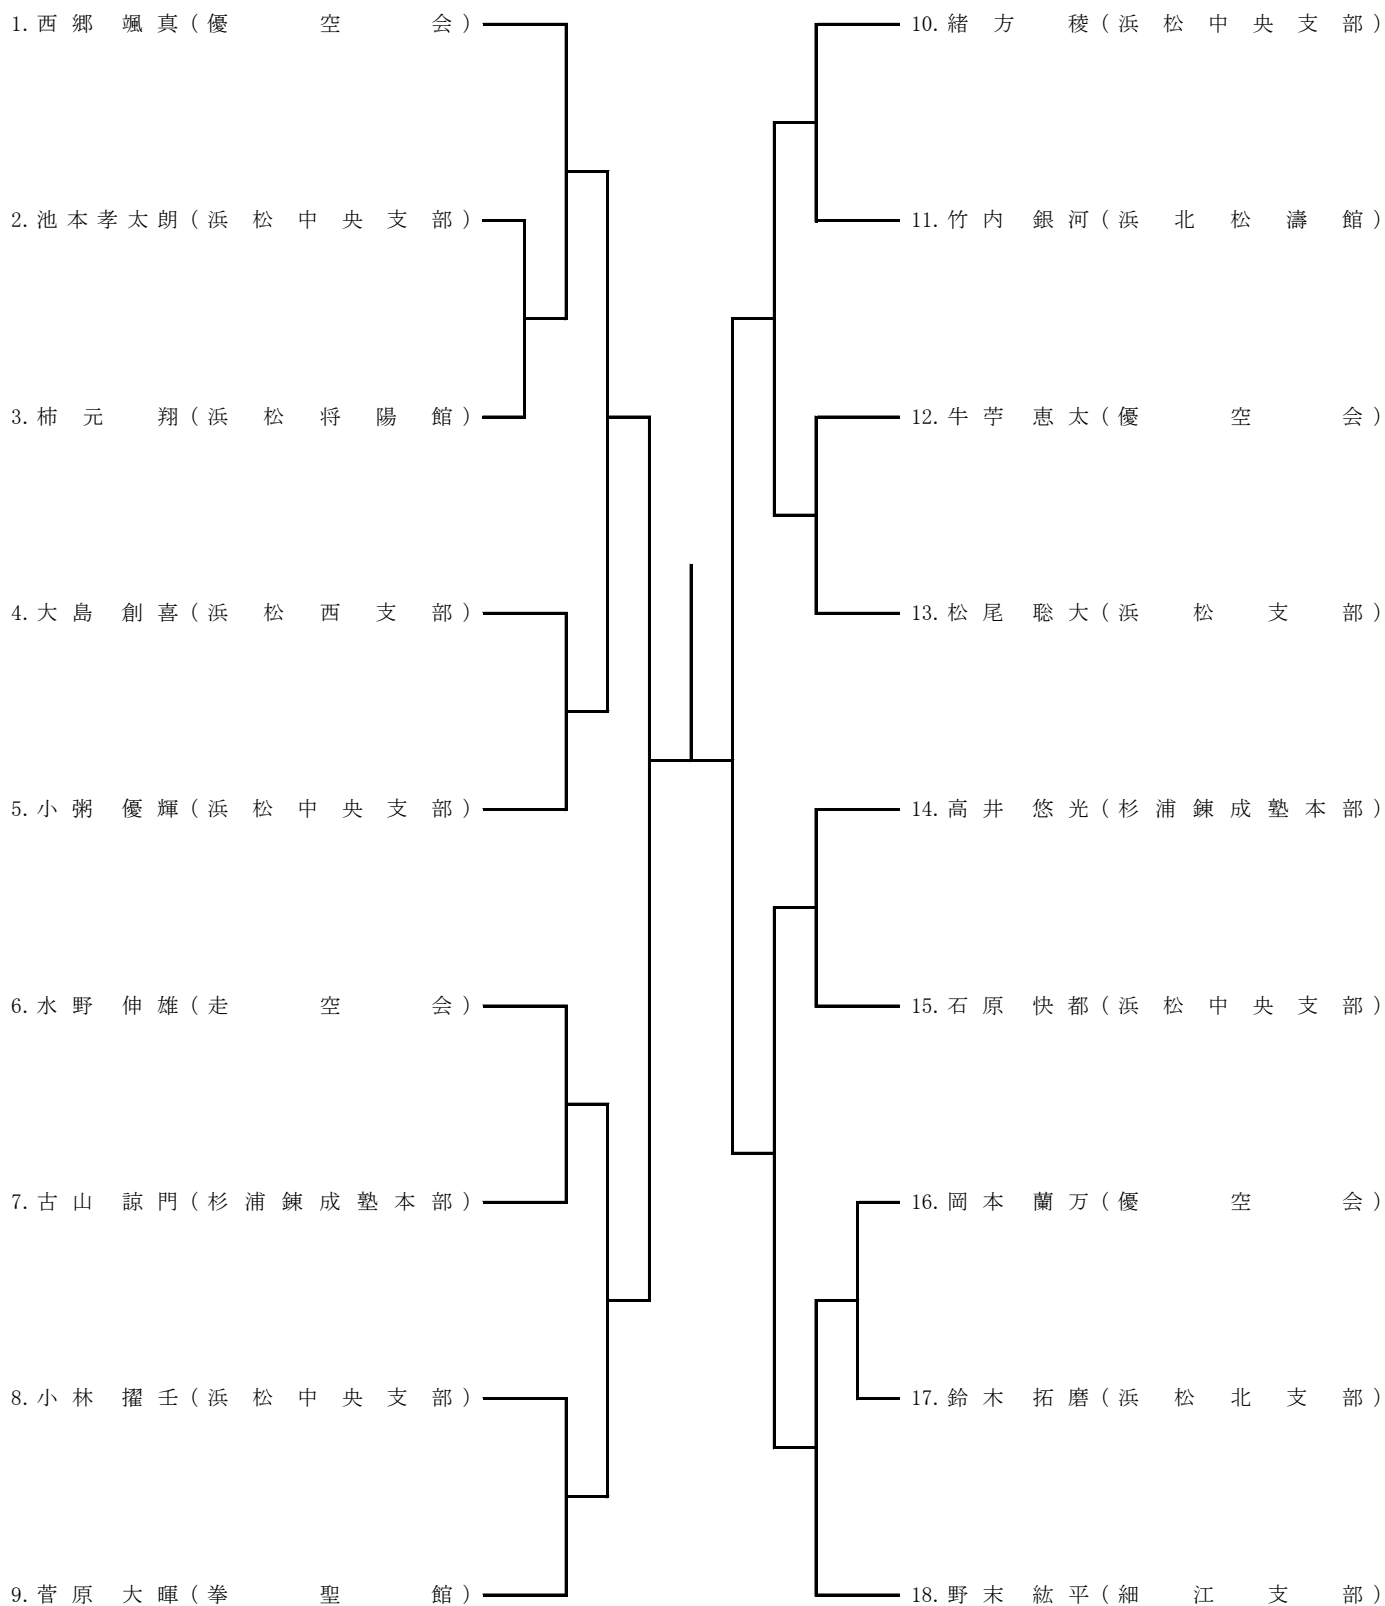 1. 西郷 颯真 (優空会)
2. 池本孝太朗 (浜松中央支部)
3. 柿元 翔 (浜松将陽館)
4. 大島 創喜 (浜松西支部)
5. 小粥 優輝 (浜松中央支部)
6. 水野 伸雄 (走空会)
7. 古山 諒門 (杉浦錬成塾本部)
8. 小林 擢壬 (浜松中央支部)
9. 菅原 大暉 (拳聖館)
10. 緒方 稜 (浜松中央支部)
11. 竹内 銀河 (浜北松濤館)
12. 牛苧 恵太 (優空会)
13. 松尾 聡大 (浜松支部)
14. 高井 悠光 (杉浦錬成塾本部)
15. 石原 快都 (浜松中央支部)
16. 岡本 蘭万 (優空会)
17. 鈴木 拓磨 (浜松北支部)
18. 野末 紘平 (細江支部)